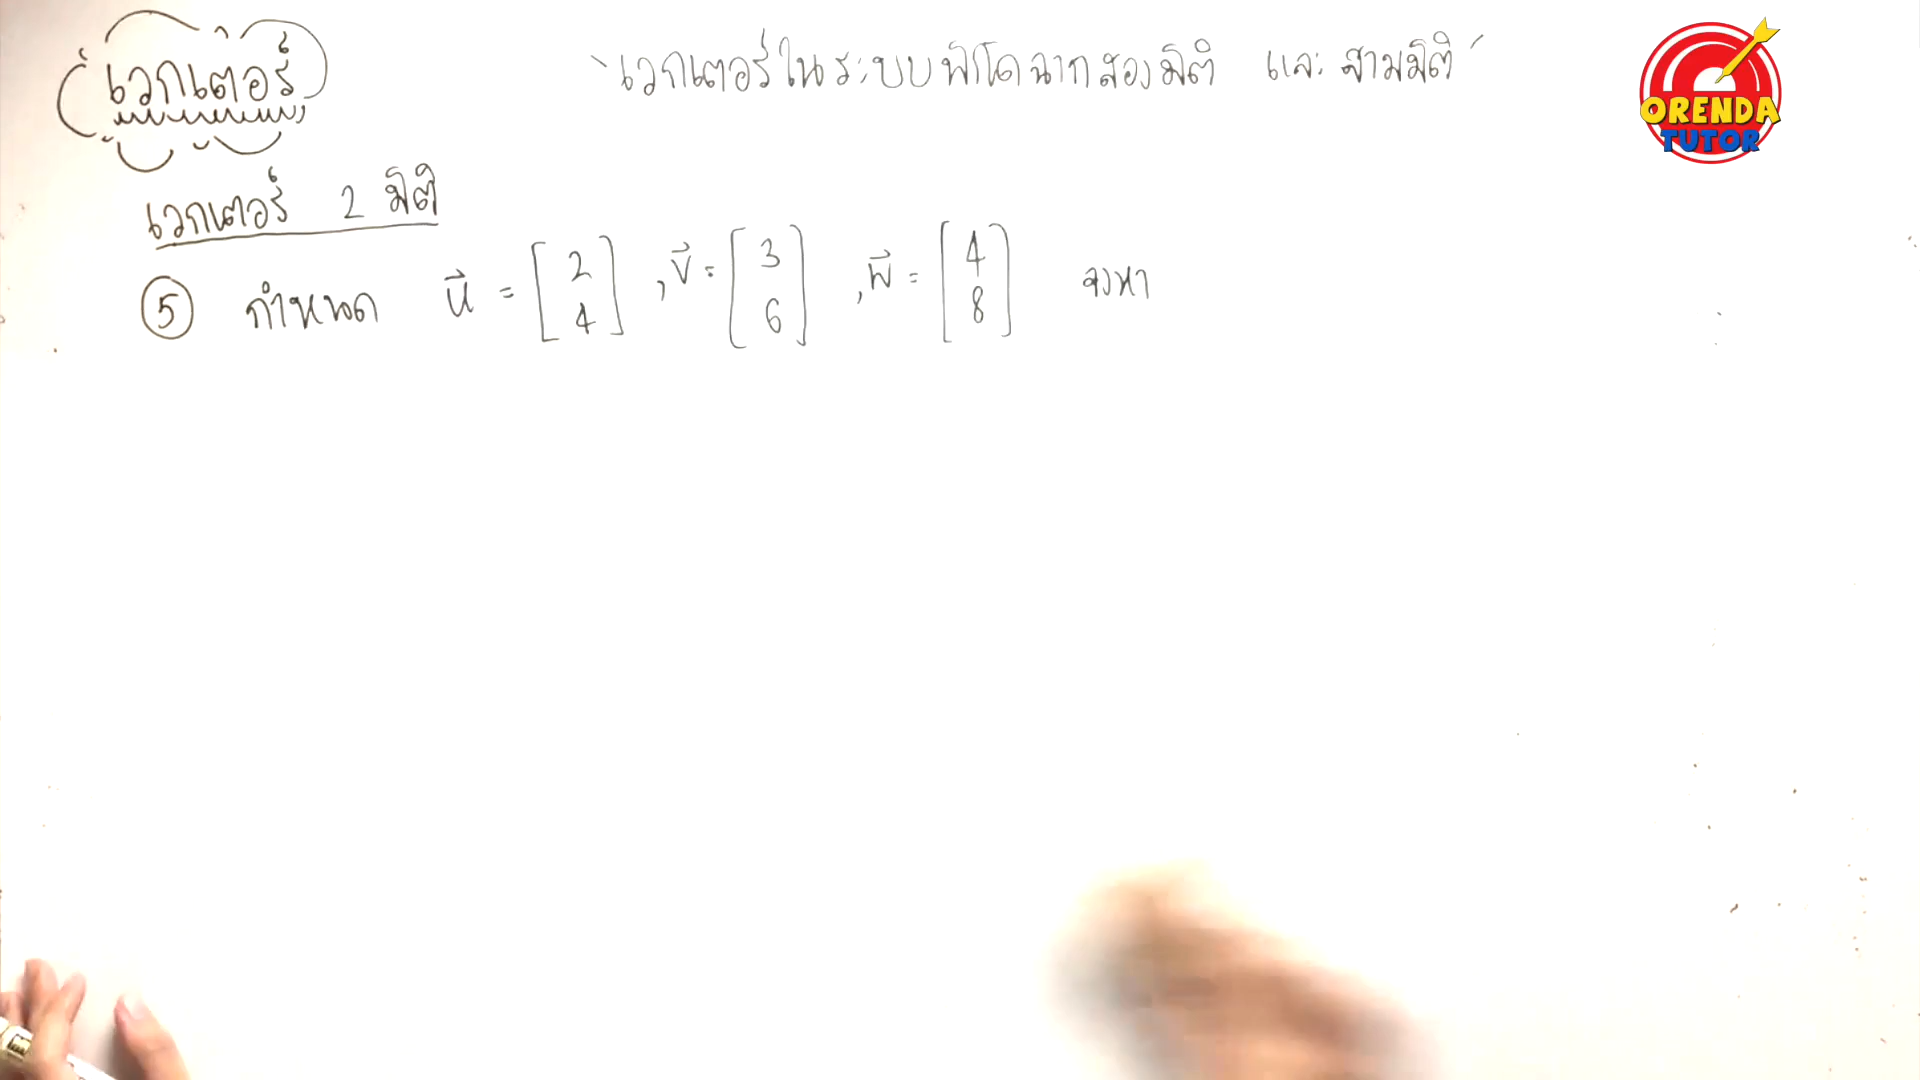 เวกเตอร์
"เวกเตอร์ในระบบพิกัดฉากสองมิติ และ สามมิติ"
ORENDA
TUTOR
เวกเตอร์ 2 มิติ
⑤ กำหนด u⃗ = [2 4] , v⃗ = [3 6] , w⃗ = [4 8] จงหา